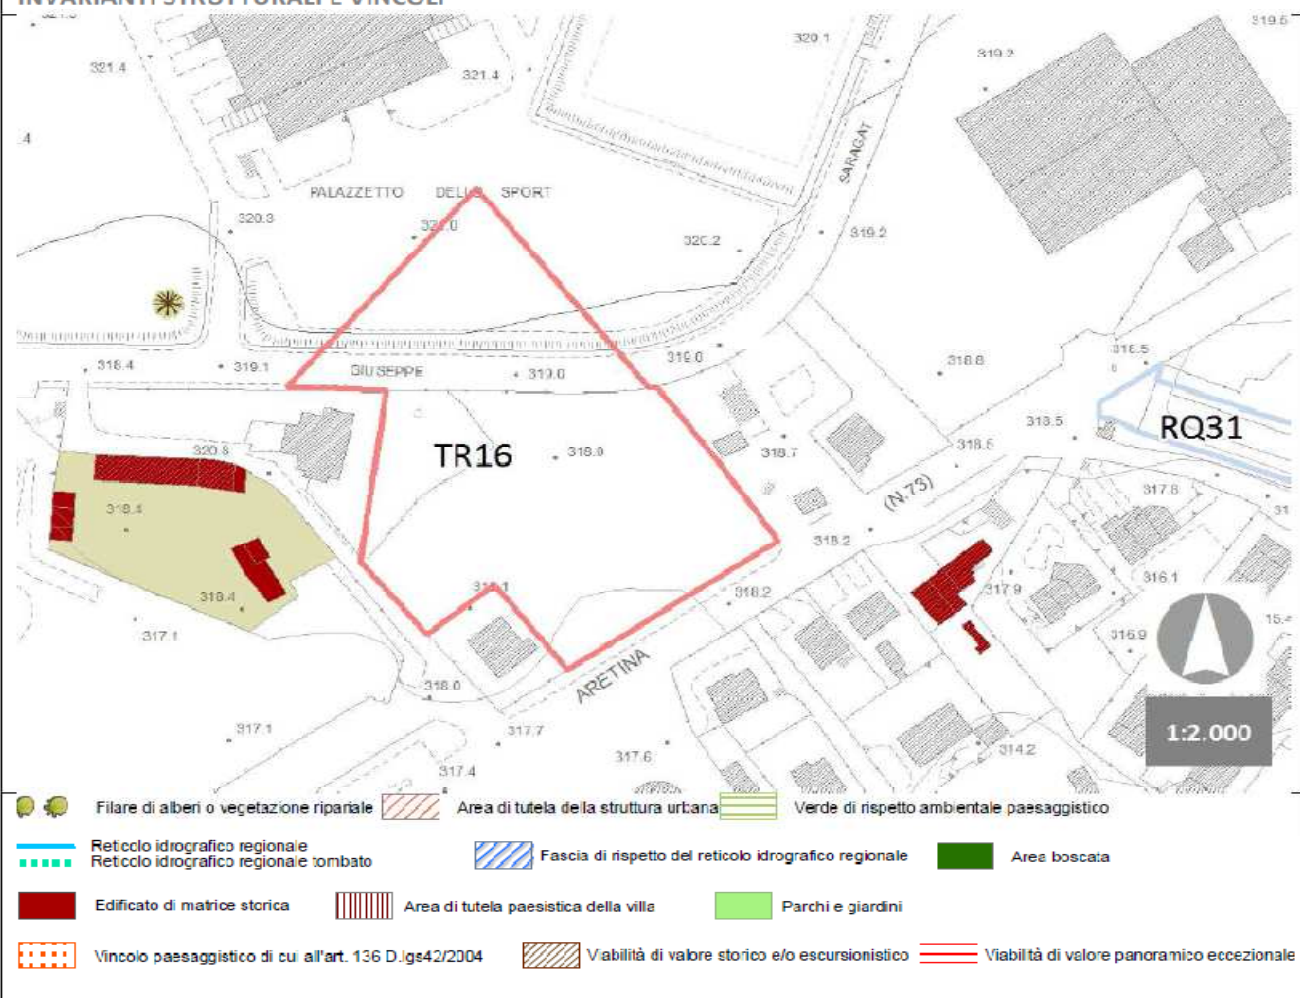 INVARIANTI STRUTTURALI E VINCOLI
320.1
319.2
319.5
321.4
321.4
SARAGAT
PALAZZETTO DELLO SPORT
320.3
320.2
319.2
318.4
319.1
GIUSEPPE
319.0
319.0
318.8
318.5
TR16
318.9
318.7
318.5
318.5
RQ31
320.8
(N.73)
317.8
318.4
318.2
318.4
318.2
317.9
316.1
317.1
316.9
ARETINA
318.0
317.1
317.7
317.6
314.2
317.4
1:2.000
Filare di alberi o vegetazione ripariale
Area di tutela della struttura urbana
Verde di rispetto ambientale paesaggistico
Reticolo idrografico regionale
Reticolo idrografico regionale tombato
Fascia di rispetto del reticolo idrografico regionale
Area boscata
Edificato di matrice storica
Area di tutela paesistica della villa
Parchi e giardini
Vincolo paesaggistico di cui all'art. 136 D.lgs42/2004
Viabilità di valore storico e/o escursionistico
Viabilità di valore panoramico eccezionale